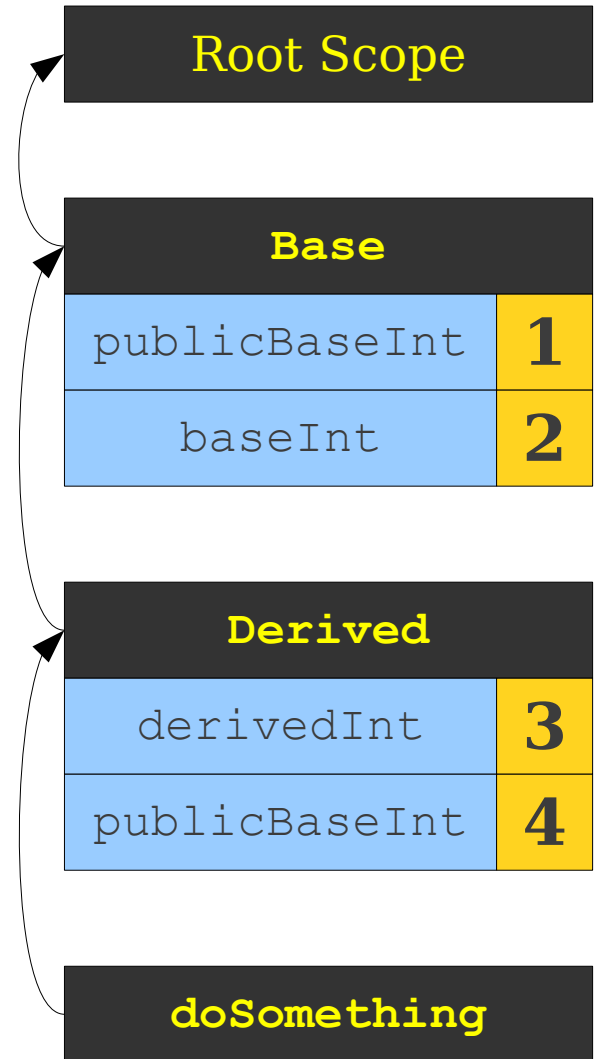 Root Scope
Base
publicBaseInt 1
baseInt 2
Derived
derivedInt 3
publicBaseInt 4
doSomething